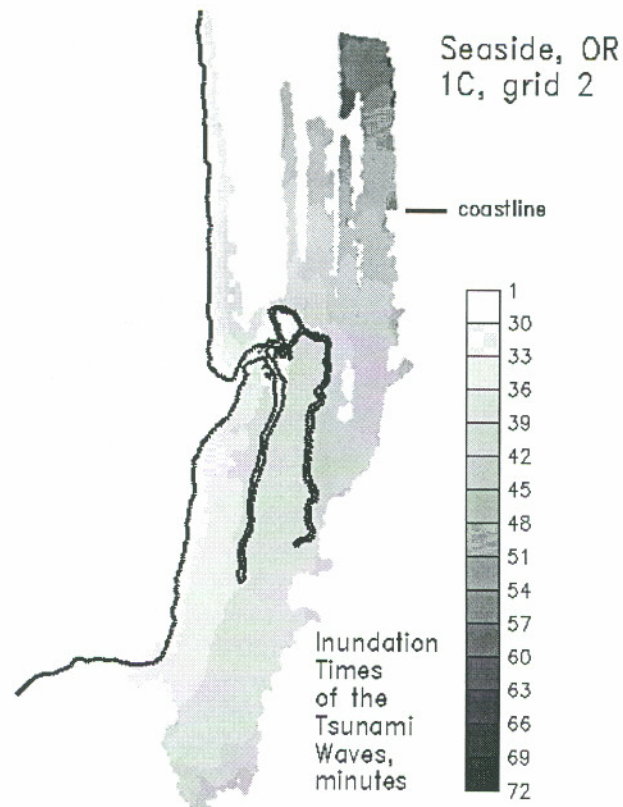 Seaside, OR
1C, grid 2
coastline
1
30
33
36
39
42
45
48
51
54
57
60
63
66
69
72
Inundation
Times
of the
Tsunami
Waves,
minutes